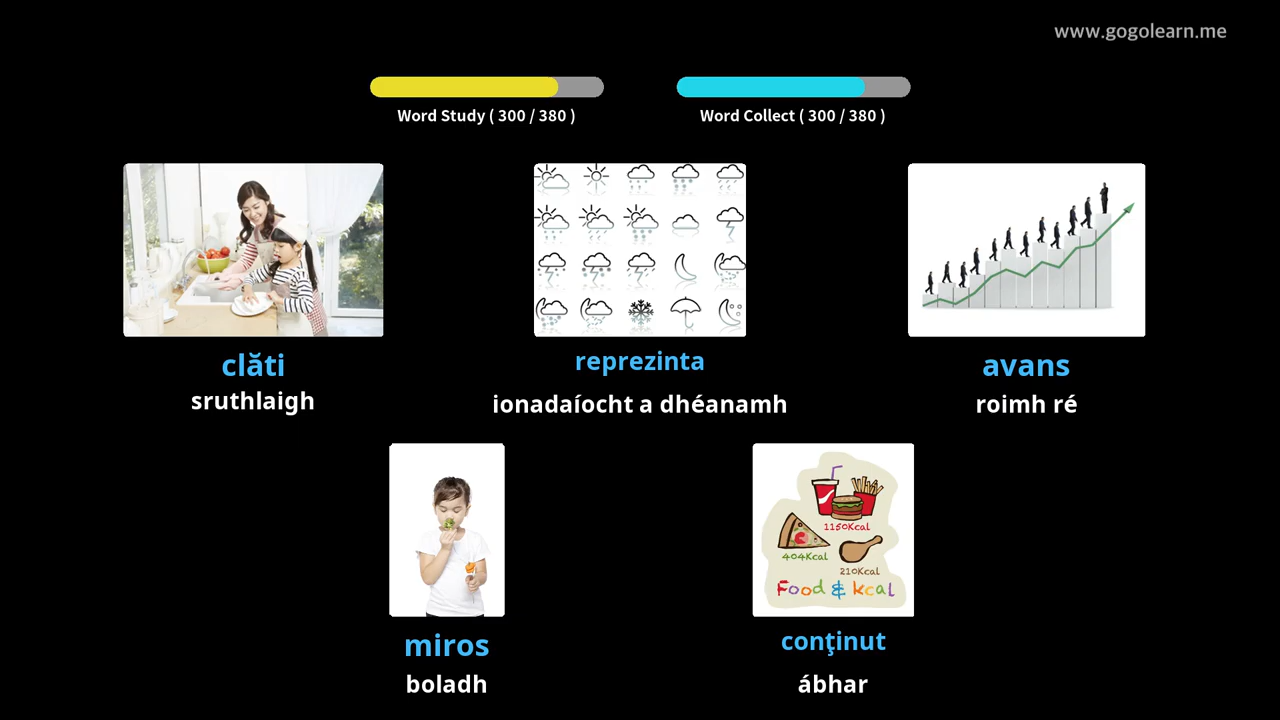 www.gogolearn.me
Word Study ( 300 / 380 )
Word Collect ( 300 / 380 )
clăti
sruthlaigh
reprezinta
ionadaíocht a dhéanamh
avans
roimh ré
miros
boladh
1150Kcal
404Kcal
210Kcal
Food & kcal
conţinut
ábhar